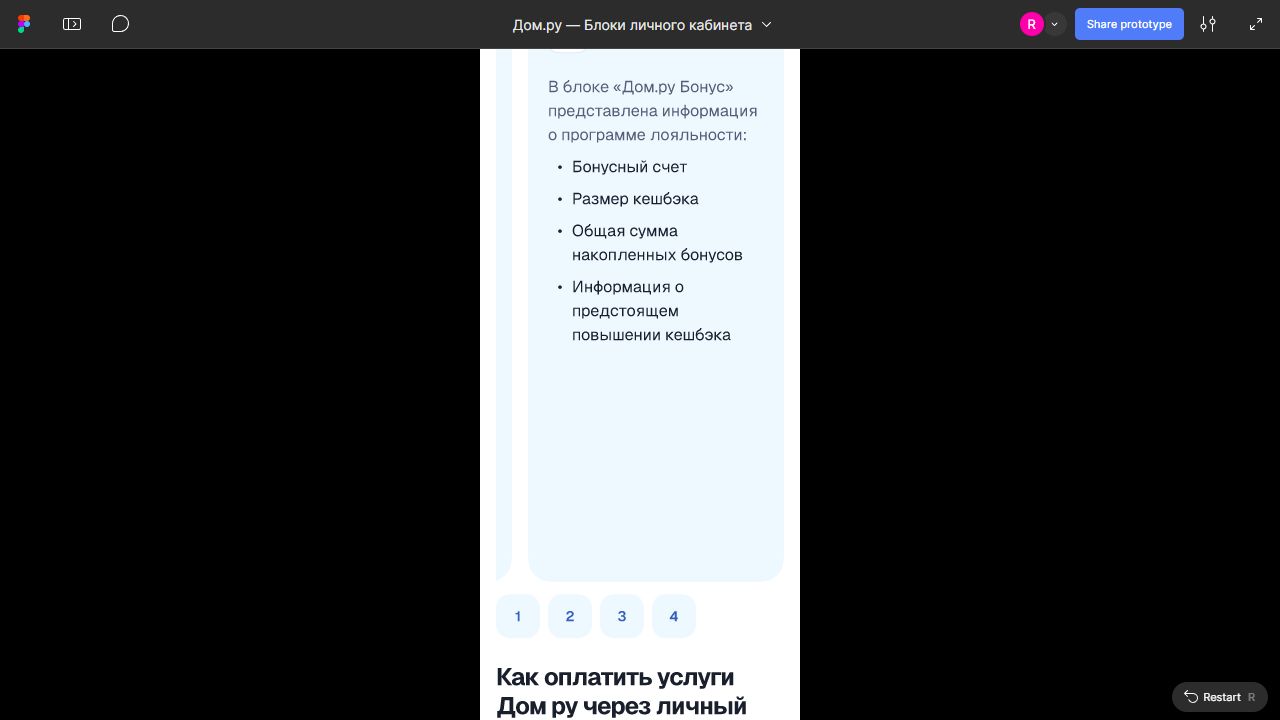 Дом.ру — Блоки личного кабинета
R
Share prototype
В блоке «Дом.ру Бонус»
представлена информация
о программе лояльности:
• Бонусный счет
• Размер кешбэка
• Общая сумма
накопленных бонусов
• Информация о
предстоящем
повышении кешбэка
1 2 3 4
Как оплатить услуги
Дом ру через личный
Restart R